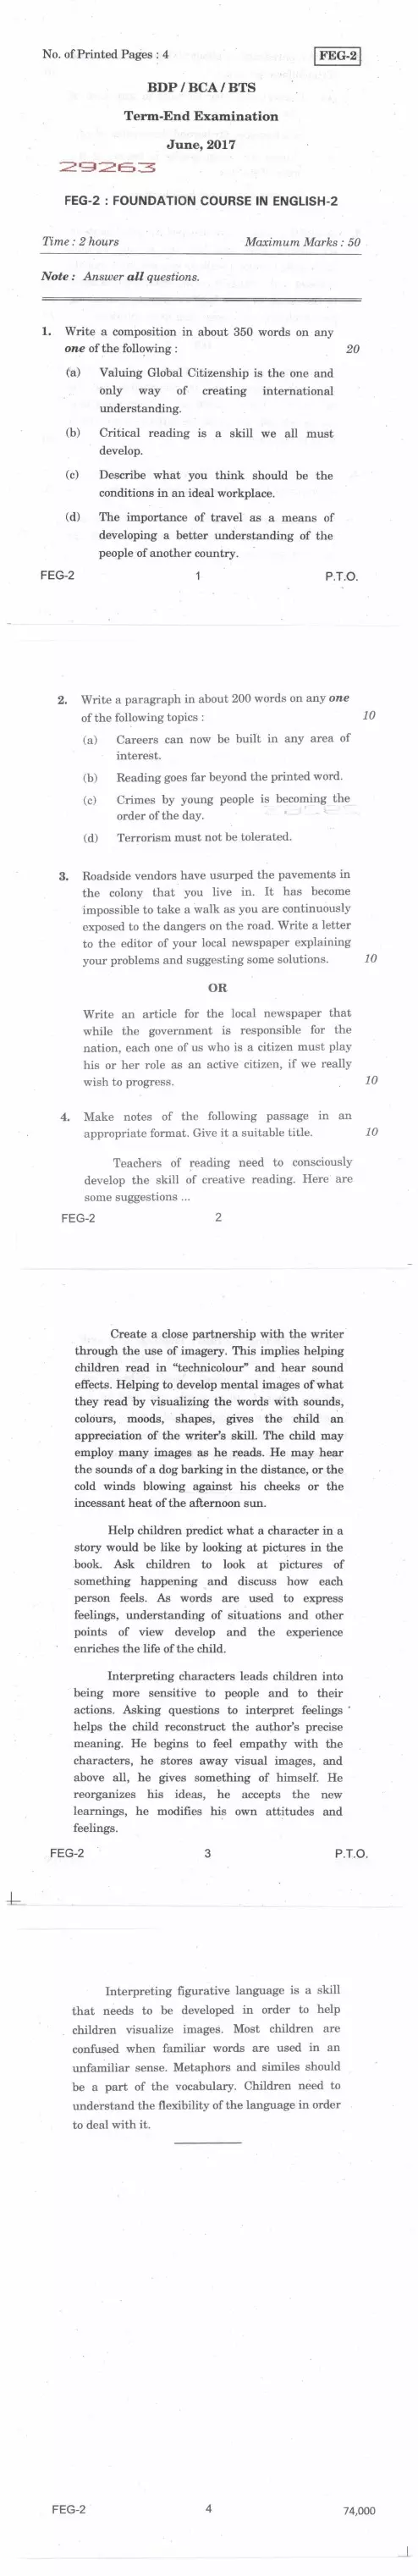 No. of Printed Pages : 4
FEG-2
BDP / BCA / BTS
Term-End Examination
June, 2017
29263
FEG-2 : FOUNDATION COURSE IN ENGLISH-2
Time : 2 hours Maximum Marks : 50
Note : Answer all questions.
1. Write a composition in about 350 words on any
one of the following : 20
(a) Valuing Global Citizenship is the one and
only way of creating international
understanding.
(b) Critical reading is a skill we all must
develop.
(c) Describe what you think should be the
conditions in an ideal workplace.
(d) The importance of travel as a means of
developing a better understanding of the
people of another country.
FEG-2 1 P.T.O.
2. Write a paragraph in about 200 words on any one
of the following topics : 10
(a) Careers can now be built in any area of
interest.
(b) Reading goes far beyond the printed word.
(c) Crimes by young people is becoming the
order of the day.
(d) Terrorism must not be tolerated.
3. Roadside vendors have usurped the pavements in
the colony that you live in. It has become
impossible to take a walk as you are continuously
exposed to the dangers on the road. Write a letter
to the editor of your local newspaper explaining
your problems and suggesting some solutions. 10
OR
Write an article for the local newspaper that
while the government is responsible for the
nation, each one of us who is a citizen must play
his or her role as an active citizen, if we really
wish to progress. 10
4. Make notes of the following passage in an
appropriate format. Give it a suitable title. 10
Teachers of reading need to consciously
develop the skill of creative reading. Here are
some suggestions ...
FEG-2 2
Create a close partnership with the writer
through the use of imagery. This implies helping
children read in “technicolour” and hear sound
effects. Helping to develop mental images of what
they read by visualizing the words with sounds,
colours, moods, shapes, gives the child an
appreciation of the writer's skill. The child may
employ many images as he reads. He may hear
the sounds of a dog barking in the distance, or the
cold winds blowing against his cheeks or the
incessant heat of the afternoon sun.
Help children predict what a character in a
story would be like by looking at pictures in the
book. Ask children to look at pictures of
something happening and discuss how each
person feels. As words are used to express
feelings, understanding of situations and other
points of view develop and the experience
enriches the life of the child.
Interpreting characters leads children into
being more sensitive to people and to their
actions. Asking questions to interpret feelings
helps the child reconstruct the author's precise
meaning. He begins to feel empathy with the
characters, he stores away visual images, and
above all, he gives something of himself. He
reorganizes his ideas, he accepts the new
learnings, he modifies his own attitudes and
feelings.
FEG-2 3 P.T.O.
Interpreting figurative language is a skill
that needs to be developed in order to help
children visualize images. Most children are
confused when familiar words are used in an
unfamiliar sense. Metaphors and similes should
be a part of the vocabulary. Children need to
understand the flexibility of the language in order
to deal with it.
FEG-2 4 74,000